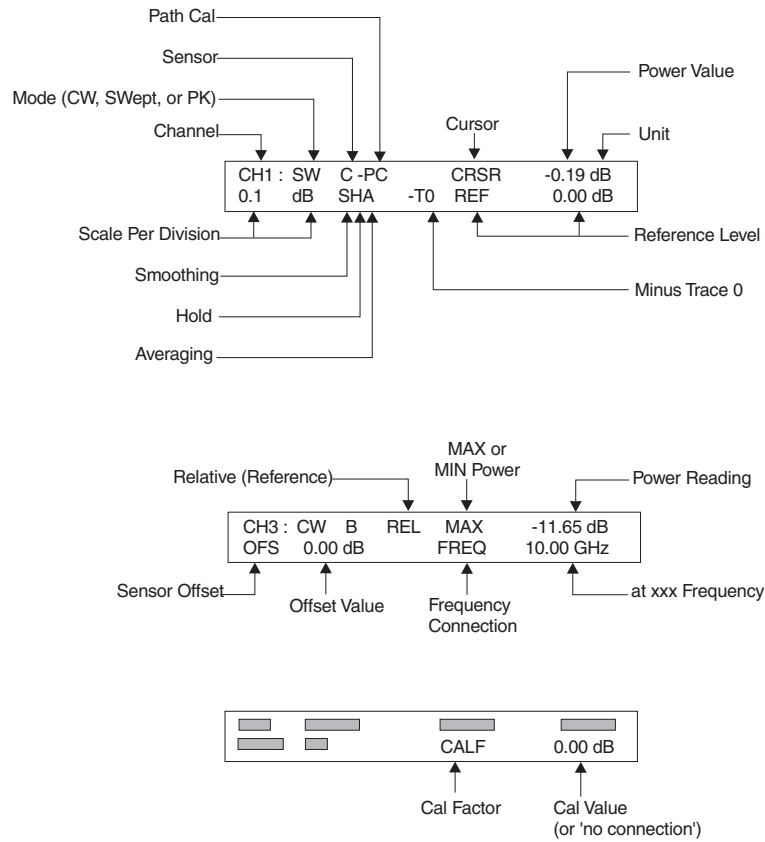 Path Cal
Sensor
Mode (CW, SWept, or PK)
Channel
Cursor
Power Value
Unit
CH1 : SW C -PC CRSR -0.19 dB
0.1 dB SHA -T0 REF 0.00 dB
Scale Per Division
Reference Level
Smoothing
Minus Trace 0
Hold
Averaging
MAX or
MIN Power
Relative (Reference)
Power Reading
CH3 : CW B REL MAX -11.65 dB
OFS 0.00 dB FREQ 10.00 GHz
Sensor Offset
Offset Value
Frequency
Connection
at xxx Frequency
CALF 0.00 dB
Cal Factor
Cal Value
(or 'no connection')